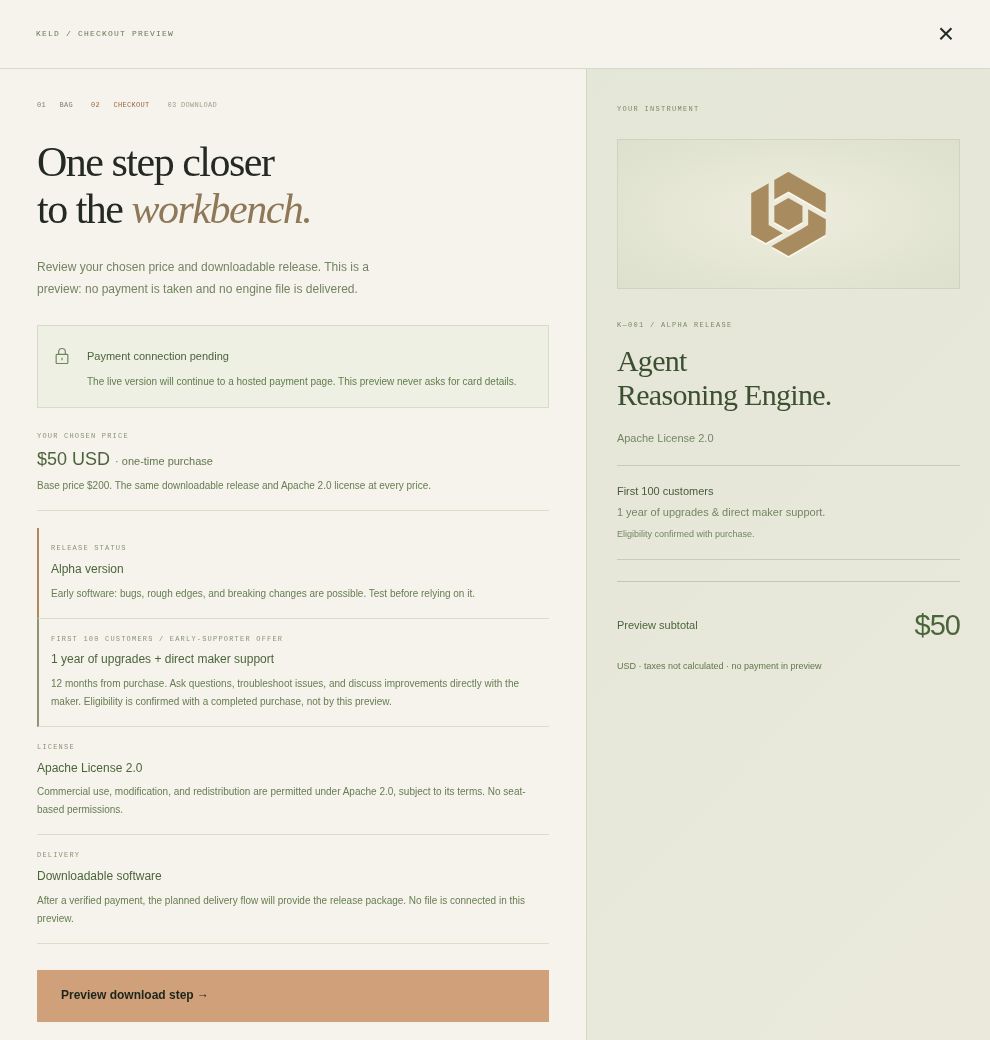 KELD / CHECKOUT PREVIEW
✕
01 BAG 02 CHECKOUT 03 DOWNLOAD
One step closer
to the workbench.
Review your chosen price and downloadable release. This is a
preview: no payment is taken and no engine file is delivered.
Payment connection pending
The live version will continue to a hosted payment page. This preview never asks for card details.
YOUR CHOSEN PRICE
$50 USD · one-time purchase
Base price $200. The same downloadable release and Apache 2.0 license at every price.
RELEASE STATUS
Alpha version
Early software: bugs, rough edges, and breaking changes are possible. Test before relying on it.
FIRST 100 CUSTOMERS / EARLY-SUPPORTER OFFER
1 year of upgrades + direct maker support
12 months from purchase. Ask questions, troubleshoot issues, and discuss improvements directly with the
maker. Eligibility is confirmed with a completed purchase, not by this preview.
LICENSE
Apache License 2.0
Commercial use, modification, and redistribution are permitted under Apache 2.0, subject to its terms. No seat-
based permissions.
DELIVERY
Downloadable software
After a verified payment, the planned delivery flow will provide the release package. No file is connected in this
preview.
Preview download step →
YOUR INSTRUMENT
K—001 / ALPHA RELEASE
Agent
Reasoning Engine.
Apache License 2.0
First 100 customers
1 year of upgrades & direct maker support.
Eligibility confirmed with purchase.
Preview subtotal $50
USD · taxes not calculated · no payment in preview